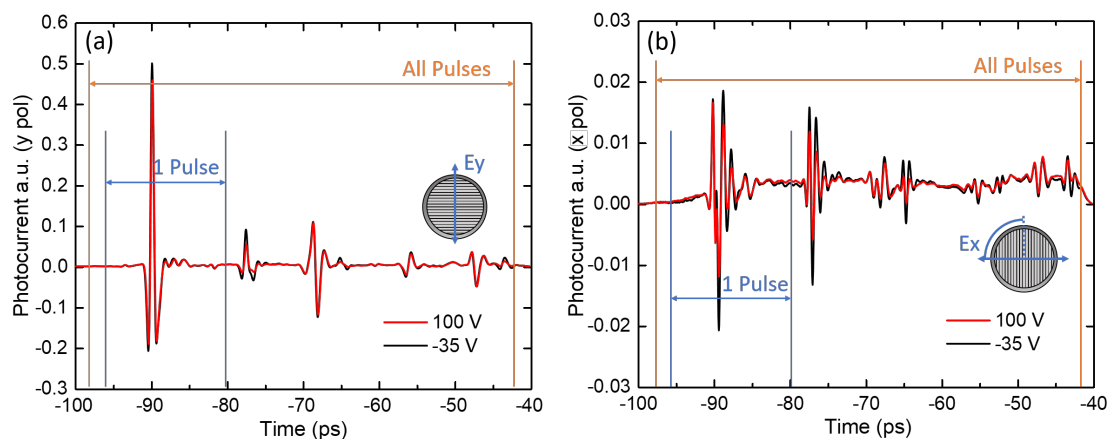 (a)
All Pulses
1 Pulse
Ey
100 V
-35 V
Photocurrent a.u. (y pol)
0.6
0.5
0.4
0.3
0.2
0.1
0.0
-0.1
-0.2
0.3
-100 -90 -80 -70 -60 -50 -40
Time (ps)
(b)
All Pulses
Ex
1 Pulse
100 V
-35 V
Photocurrent a.u. (x pol)
0.03
0.02
0.01
0.00
-0.01
-0.02
-0.03
-100 -90 -80 -70 -60 -50 -40
Time (ps)